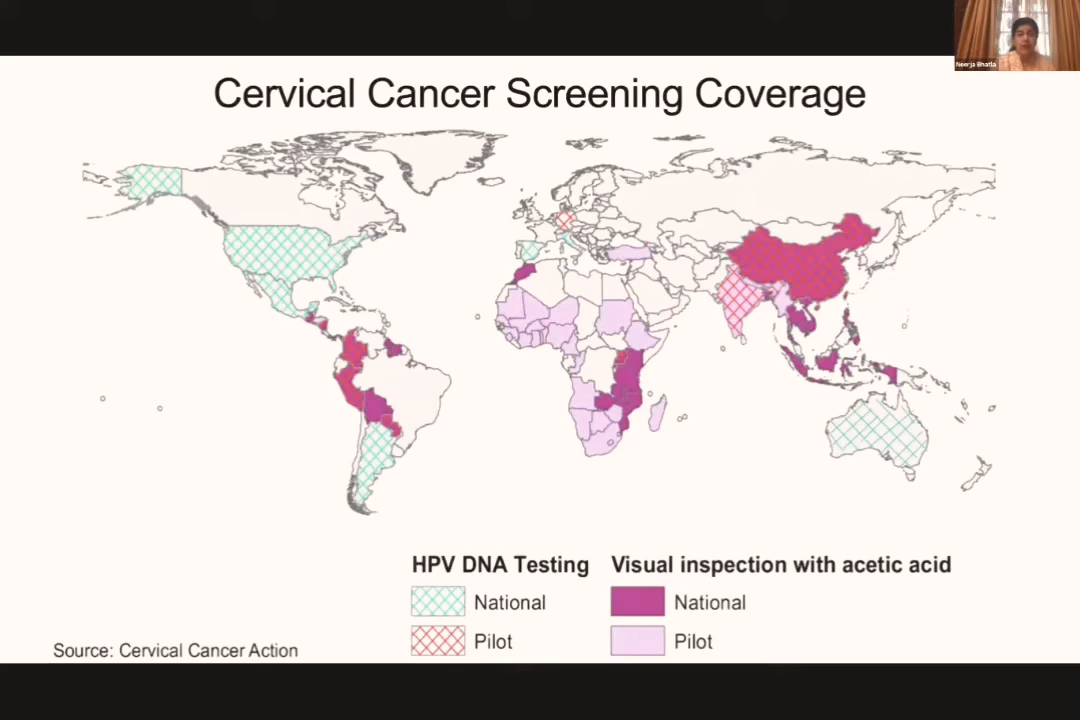 Neerja Bhatla
Cervical Cancer Screening Coverage
HPV DNA Testing
National
Pilot
Visual inspection with acetic acid
National
Pilot
Source: Cervical Cancer Action